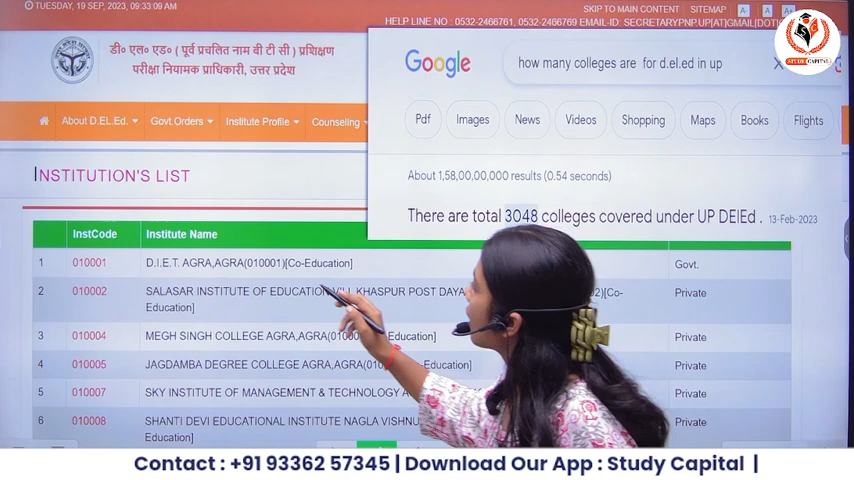 TUESDAY, 19 SEP, 2023, 09:33:09 AM
SKIP TO MAIN CONTENT SITEMAP A- A A+
HELP LINE NO : 0532-2466761, 0532-2466769 EMAIL-ID: SECRETARYPNP.UP[AT]GMAIL[DOT]
डी० एल० एड० ( पूर्व प्रचलित नाम बी टी सी ) प्रशिक्षण
परीक्षा नियामक प्राधिकारी, उत्तर प्रदेश
STUDY CAPITAL
Google
how many colleges are for d.el.ed in up
About D.EL.Ed.
Govt.Orders
Institute Profile
Counseling
Pdf
Images
News
Videos
Shopping
Maps
Books
Flights
About 1,58,00,00,000 results (0.54 seconds)
There are total 3048 colleges covered under UP DElEd . 13-Feb-2023
INSTITUTION'S LIST
InstCode Institute Name
1 010001 D.I.E.T. AGRA,AGRA(010001)[Co-Education] Govt.
2 010002 SALASAR INSTITUTE OF EDUCATION KHASPUR POST [Co-
Education] Private
3 010004 MEGH SINGH COLLEGE AGRA,AGRA Education] Private
4 010005 JAGDAMBA DEGREE COLLEGE AGRA,AGRA Education] Private
5 010007 SKY INSTITUTE OF MANAGEMENT & TECHNOLOGY Private
6 010008 SHANTI DEVI EDUCATIONAL INSTITUTE NAGLA Private
Education]
Contact : +91 93362 57345 | Download Our App : Study Capital |